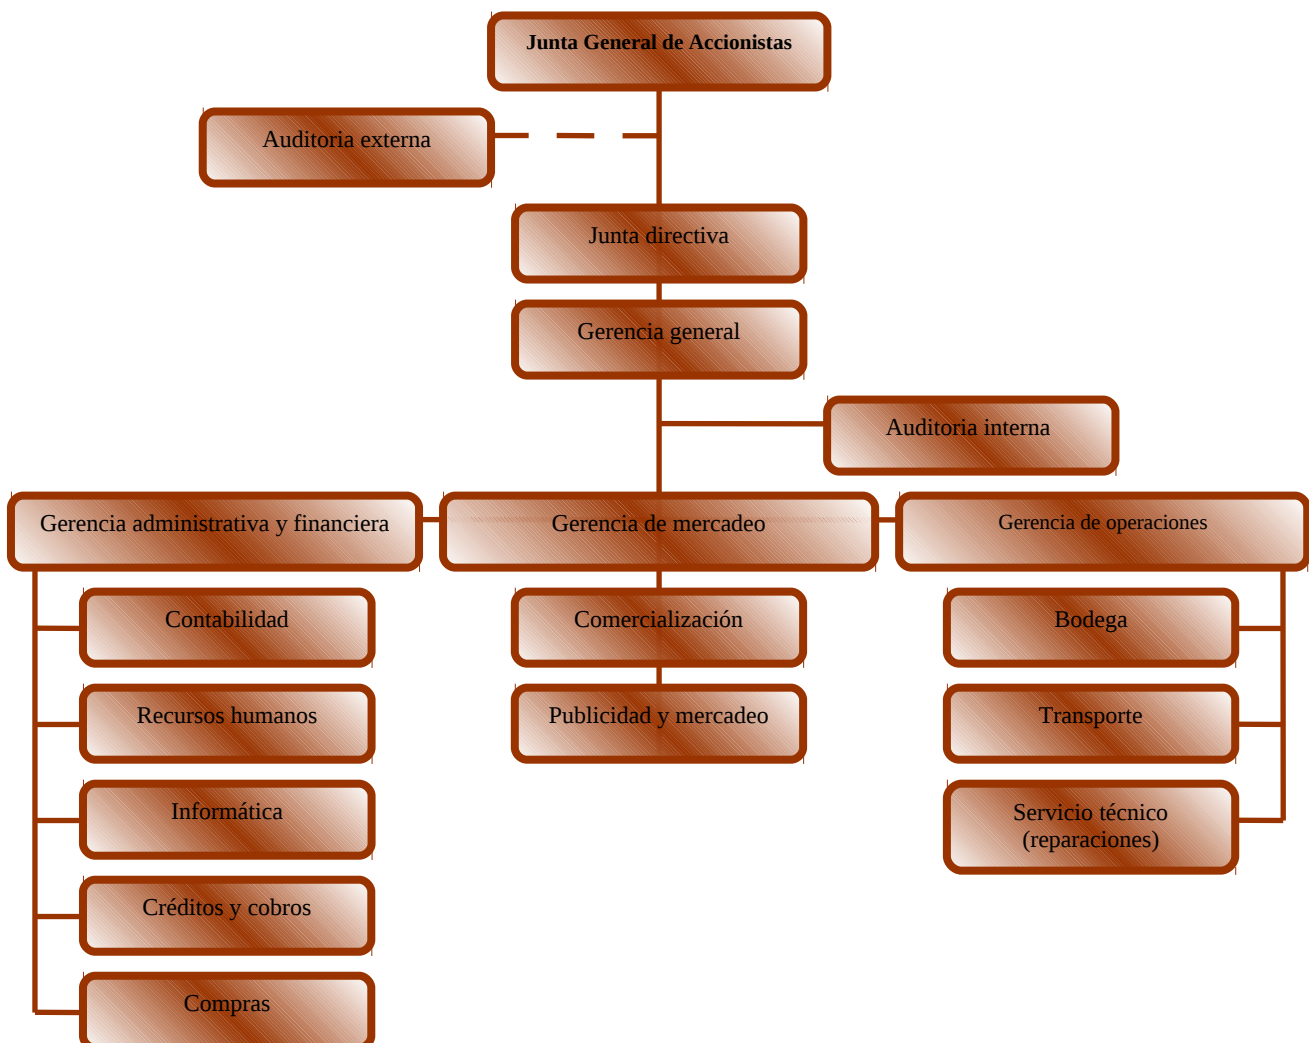 Junta General de Accionistas
Auditoria externa
Junta directiva
Gerencia general
Auditoria interna
Gerencia administrativa y financiera
Gerencia de mercadeo
Gerencia de operaciones
Contabilidad
Comercialización
Bodega
Recursos humanos
Publicidad y mercadeo
Transporte
Informática
Servicio técnico
(reparaciones)
Créditos y cobros
Compras